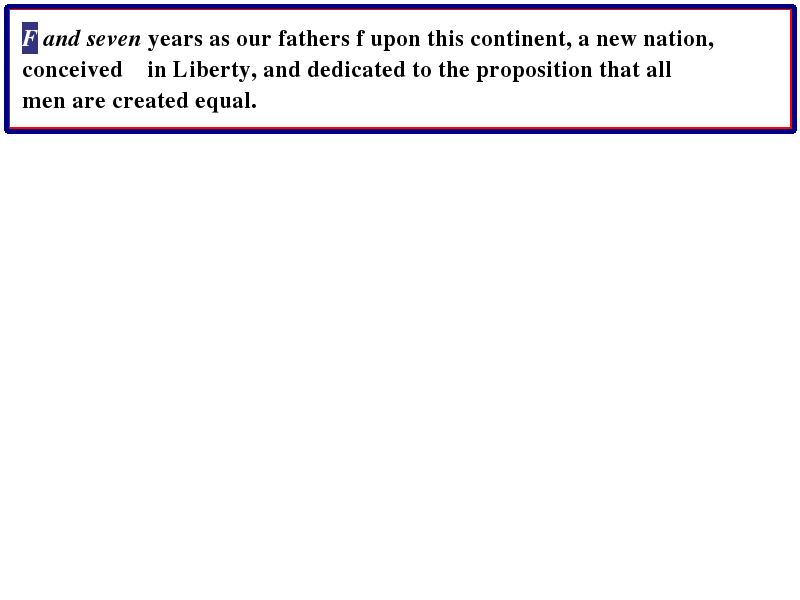 F and seven years as our fathers f upon this continent, a new nation,
conceived    in Liberty, and dedicated to the proposition that all
men are created equal.